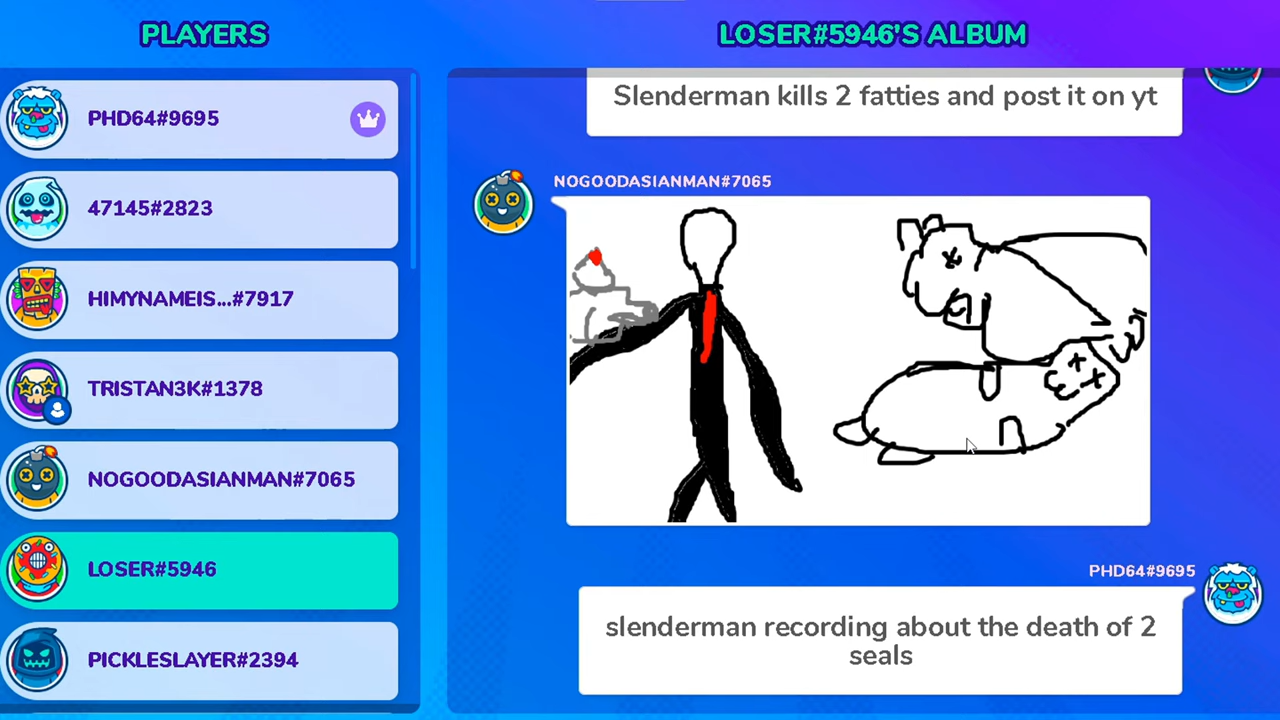 PLAYERS
LOSER#5946'S ALBUM
PHD64#9695
47145#2823
HIMYNAMEIS...#7917
TRISTAN3K#1378
NOGOODASIANMAN#7065
LOSER#5946
PICKLESLAYER#2394
Slenderman kills 2 fatties and post it on yt
NOGOODASIANMAN#7065
PHD64#9695
slenderman recording about the death of 2
seals